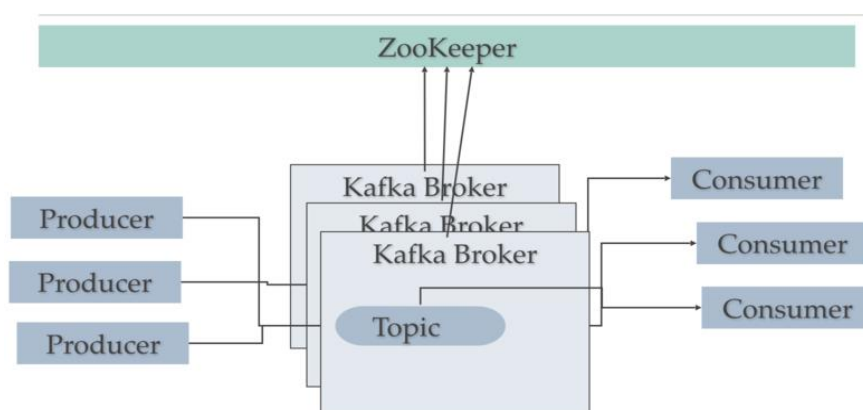 ZooKeeper
Kafka Broker
Kafka Broker
Kafka Broker
Producer
Producer
Producer
Topic
Consumer
Consumer
Consumer